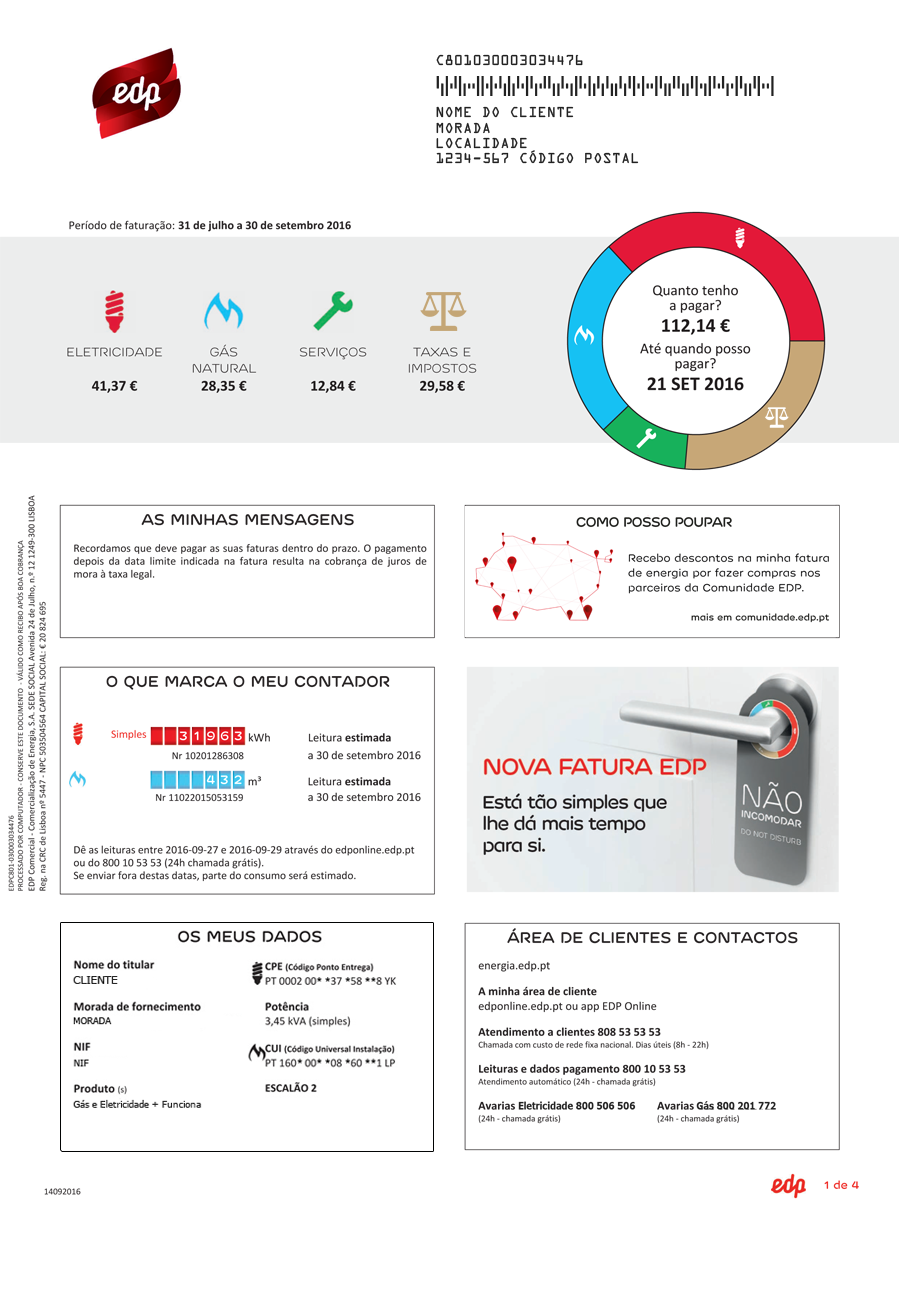 edp
C801030003034476
NOME DO CLIENTE
MORADA
LOCALIDADE
1234-567 CÓDIGO POSTAL
Período de faturação: 31 de julho a 30 de setembro 2016
ELETRICIDADE
41,37 €
GÁS
NATURAL
28,35 €
SERVIÇOS
12,84 €
TAXAS E
IMPOSTOS
29,58 €
Quanto tenho
a pagar?
112,14 €
Até quando posso
pagar?
21 SET 2016
EDPC801-030003034476
PROCESSADO POR COMPUTADOR - CONSERVE ESTE DOCUMENTO - VÁLIDO COMO RECIBO APÓS BOA COBRANÇA
EDP Comercial - Comercialização de Energia, S.A. SEDE SOCIAL Avenida 24 de Julho, n.º 12 1249-300 LISBOA
Reg. na CRC de Lisboa nº 5447 - NPC 503504564 CAPITAL SOCIAL: € 20 824 695
AS MINHAS MENSAGENS
Recordamos que deve pagar as suas faturas dentro do prazo. O pagamento
depois da data limite indicada na fatura resulta na cobrança de juros de
mora à taxa legal.
COMO POSSO POUPAR
Recebo descontos na minha fatura
de energia por fazer compras nos
parceiros da Comunidade EDP.
mais em comunidade.edp.pt
O QUE MARCA O MEU CONTADOR
Simples 31963 kWh Leitura estimada
Nr 10201286308 a 30 de setembro 2016
432 m³ Leitura estimada
Nr 11022015053159 a 30 de setembro 2016
Dê as leituras entre 2016-09-27 e 2016-09-29 através do edponline.edp.pt
ou do 800 10 53 53 (24h chamada grátis).
Se enviar fora destas datas, parte do consumo será estimado.
NOVA FATURA EDP
Está tão simples que
lhe dá mais tempo
para si.
NÃO
INCOMODAR
DO NOT DISTURB
OS MEUS DADOS
Nome do titular
CLIENTE
Morada de fornecimento
MORADA
NIF
NIF
Produto (s)
Gás e Eletricidade + Funciona
CPE (Código Ponto Entrega)
PT 0002 00* *37 *58 **8 YK
Potência
3,45 kVA (simples)
CUI (Código Universal Instalação)
PT 160* 00* *08 *60 **1 LP
ESCALÃO 2
ÁREA DE CLIENTES E CONTACTOS
energia.edp.pt
A minha área de cliente
edponline.edp.pt ou app EDP Online
Atendimento a clientes 808 53 53 53
Chamada com custo de rede fixa nacional. Dias úteis (8h - 22h)
Leituras e dados pagamento 800 10 53 53
Atendimento automático (24h - chamada grátis)
Avarias Eletricidade 800 506 506
(24h - chamada grátis)
Avarias Gás 800 201 772
(24h - chamada grátis)
14092016
edp 1 de 4